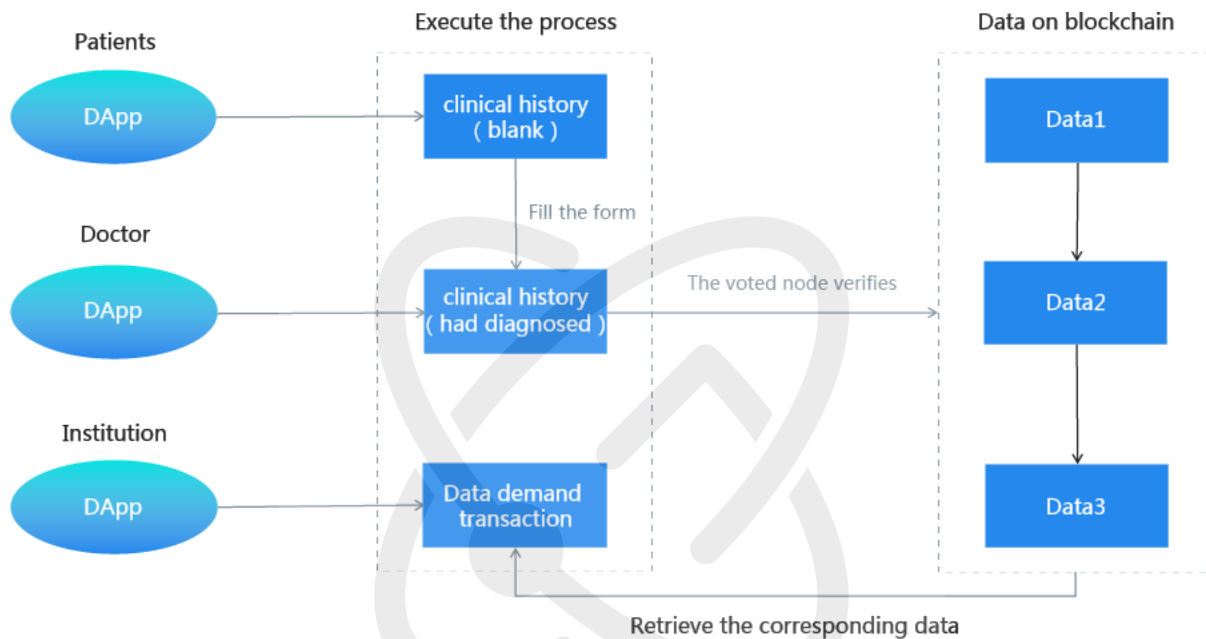 Execute the process
Data on blockchain
Patients
DApp
clinical history
( blank )
Data1
Fill the form
Doctor
DApp
clinical history
( had diagnosed )
The voted node verifies
Data2
Institution
DApp
Data demand
transaction
Data3
Retrieve the corresponding data